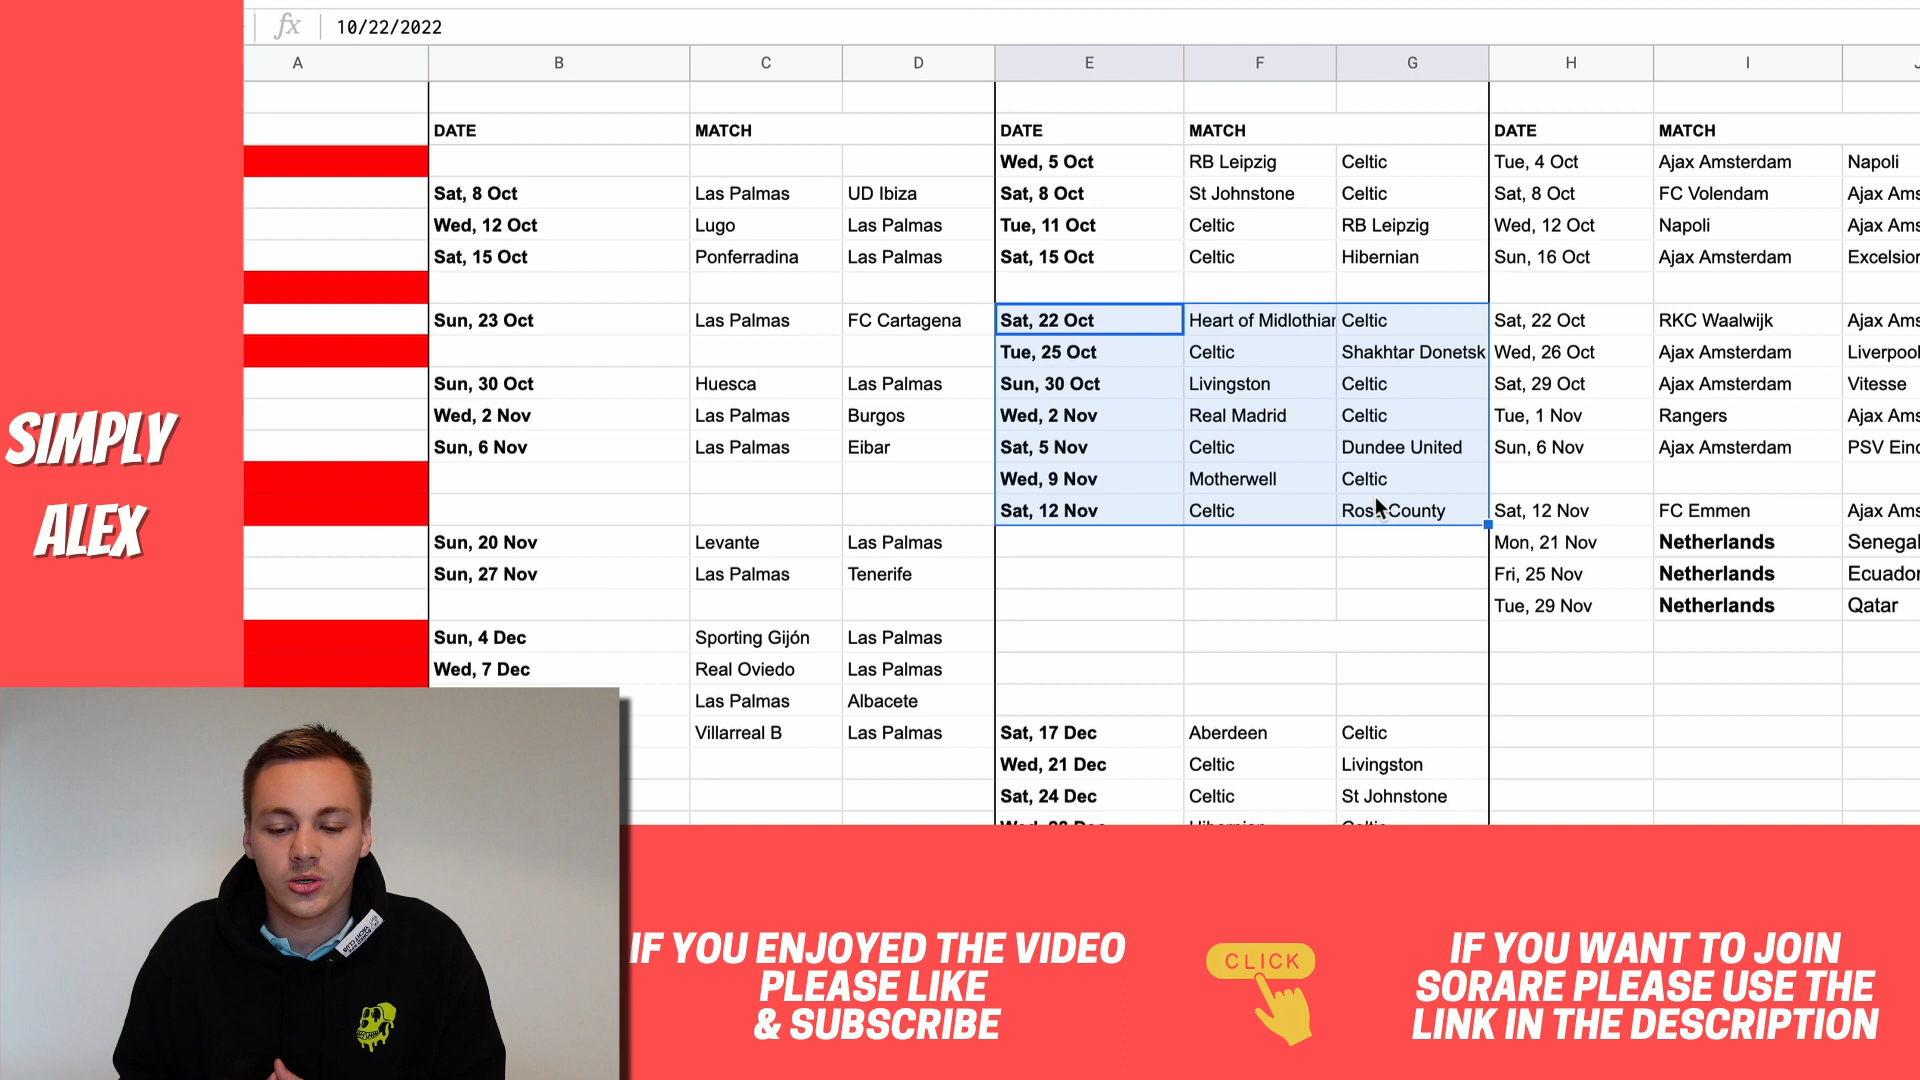 fx 10/22/2022
A B C D E F G H I J
DATE MATCH DATE MATCH DATE MATCH
Wed, 5 Oct RB Leipzig Celtic Tue, 4 Oct Ajax Amsterdam Napoli
Sat, 8 Oct Las Palmas UD Ibiza Sat, 8 Oct St Johnstone Celtic Sat, 8 Oct FC Volendam Ajax Ams
Wed, 12 Oct Lugo Las Palmas Tue, 11 Oct Celtic RB Leipzig Wed, 12 Oct Napoli Ajax Ams
Sat, 15 Oct Ponferradina Las Palmas Sat, 15 Oct Celtic Hibernian Sun, 16 Oct Ajax Amsterdam Excelsior
Sun, 23 Oct Las Palmas FC Cartagena Sat, 22 Oct Heart of Midlothian Celtic Sat, 22 Oct RKC Waalwijk Ajax Ams
Tue, 25 Oct Celtic Shakhtar Donetsk Wed, 26 Oct Ajax Amsterdam Liverpool
Sun, 30 Oct Huesca Las Palmas Sun, 30 Oct Livingston Celtic Sat, 29 Oct Ajax Amsterdam Vitesse
Wed, 2 Nov Las Palmas Burgos Wed, 2 Nov Real Madrid Celtic Tue, 1 Nov Rangers Ajax Ams
Sun, 6 Nov Las Palmas Eibar Sat, 5 Nov Celtic Dundee United Sun, 6 Nov Ajax Amsterdam PSV Eind
Wed, 9 Nov Motherwell Celtic
Sat, 12 Nov Celtic Ross County Sat, 12 Nov FC Emmen Ajax Ams
Sun, 20 Nov Levante Las Palmas Mon, 21 Nov Netherlands Senegal
Sun, 27 Nov Las Palmas Tenerife Fri, 25 Nov Netherlands Ecuador
Tue, 29 Nov Netherlands Qatar
Sun, 4 Dec Sporting Gijón Las Palmas
Wed, 7 Dec Real Oviedo Las Palmas
Las Palmas Albacete
Villarreal B Las Palmas Sat, 17 Dec Aberdeen Celtic
Wed, 21 Dec Celtic Livingston
Sat, 24 Dec Celtic St Johnstone
SIMPLY
ALEX
IF YOU ENJOYED THE VIDEO
PLEASE LIKE
& SUBSCRIBE
CLICK
IF YOU WANT TO JOIN
SORARE PLEASE USE THE
LINK IN THE DESCRIPTION